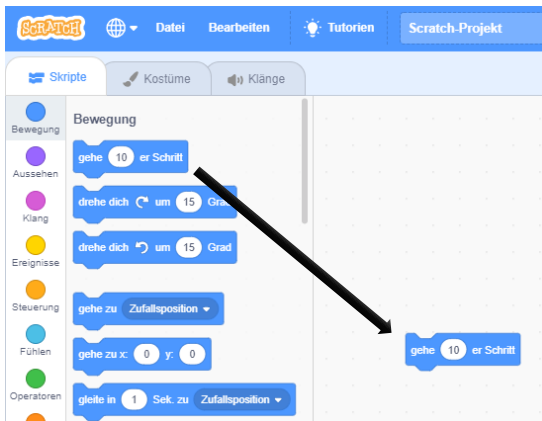 SCRATCH Datei Bearbeiten Tutorien Scratch-Projekt
Skripte Kostüme Klänge
Bewegung
Aussehen
Klang
Ereignisse
Steuerung
Fühlen
Operatoren
Bewegung
gehe 10 er Schritt
drehe dich um 15 Grad
drehe dich um 15 Grad
gehe zu Zufallsposition
gehe zu x: 0 y: 0
gleite in 1 Sek. zu Zufallsposition
gehe 10 er Schritt